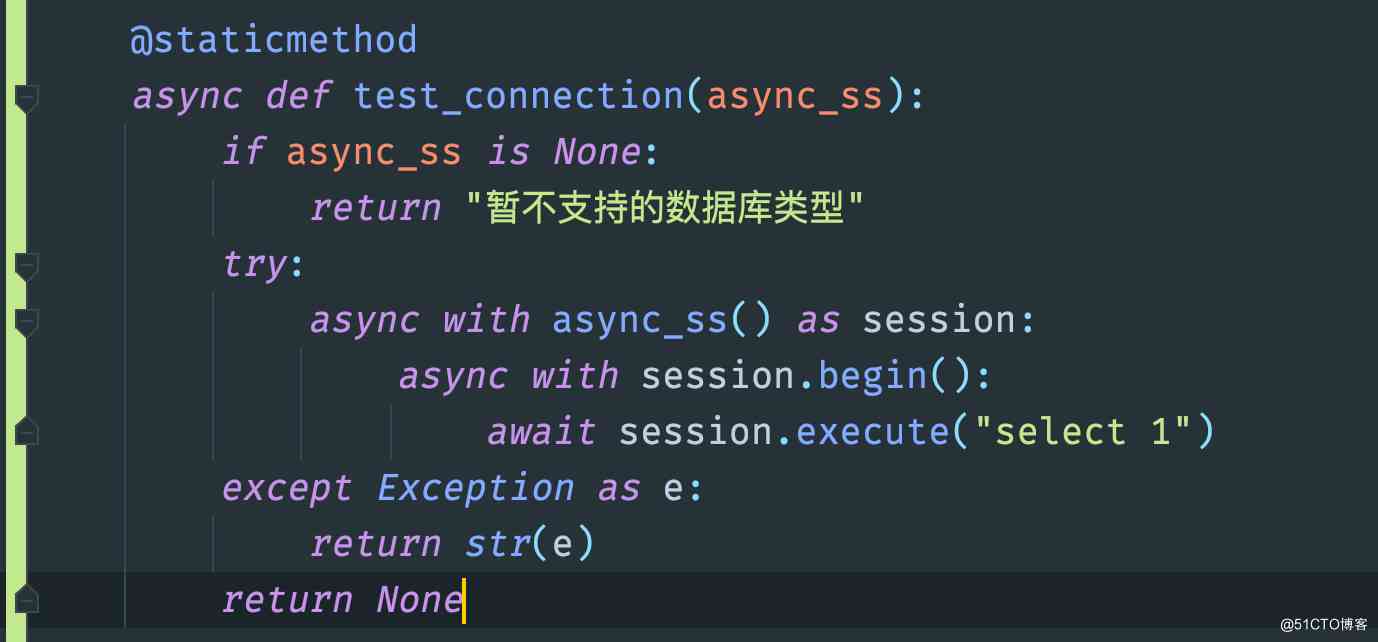 @staticmethod
async def test_connection(async_ss):
    if async_ss is None:
        return "暂不支持的数据库类型"
    try:
        async with async_ss() as session:
            async with session.begin():
                await session.execute("select 1")
    except Exception as e:
        return str(e)
    return None
@51CTO博客